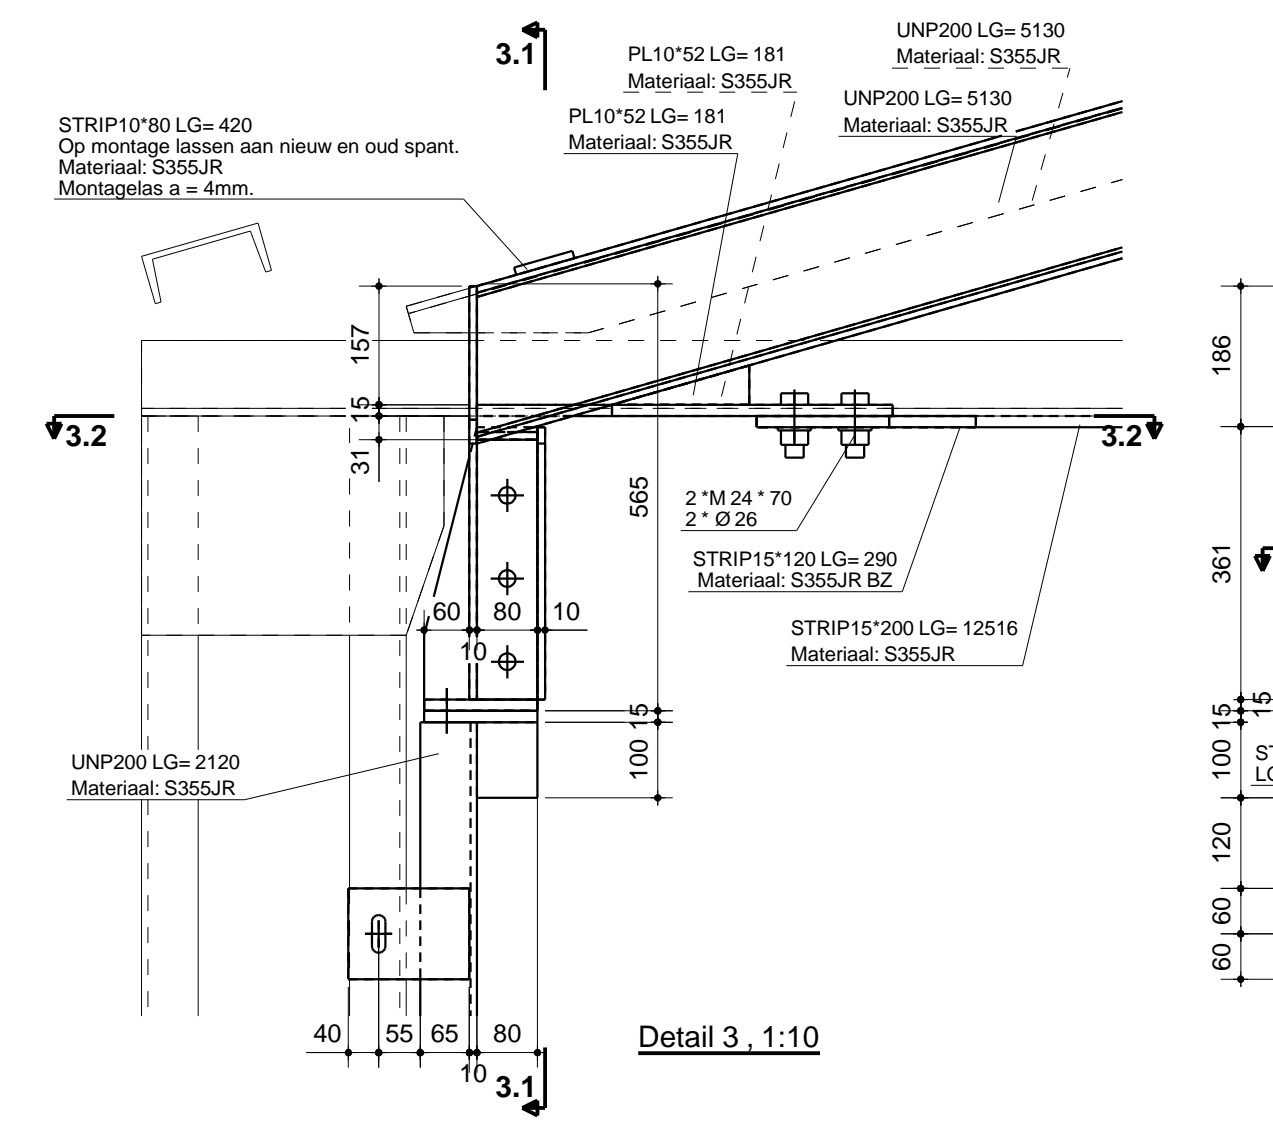 3.1
UNP200 LG= 5130
Materiaal: S355JR
PL10*52 LG= 181
Materiaal: S355JR
UNP200 LG= 5130
Materiaal: S355JR
PL10*52 LG= 181
Materiaal: S355JR
STRIP10*80 LG= 420
Op montage lassen aan nieuw en oud spant.
Materiaal: S355JR
Montagelas a = 4mm.
157
15
31
186
3.2
3.2
565
2 *M 24 * 70
2 * Ø 26
STRIP15*120 LG= 290
Materiaal: S355JR BZ
361
60
80
10
10
STRIP15*200 LG= 12516
Materiaal: S355JR
15
100
15
15
100
UNP200 LG= 2120
Materiaal: S355JR
120
60
60
40
55
65
80
10
3.1
Detail 3 , 1:10